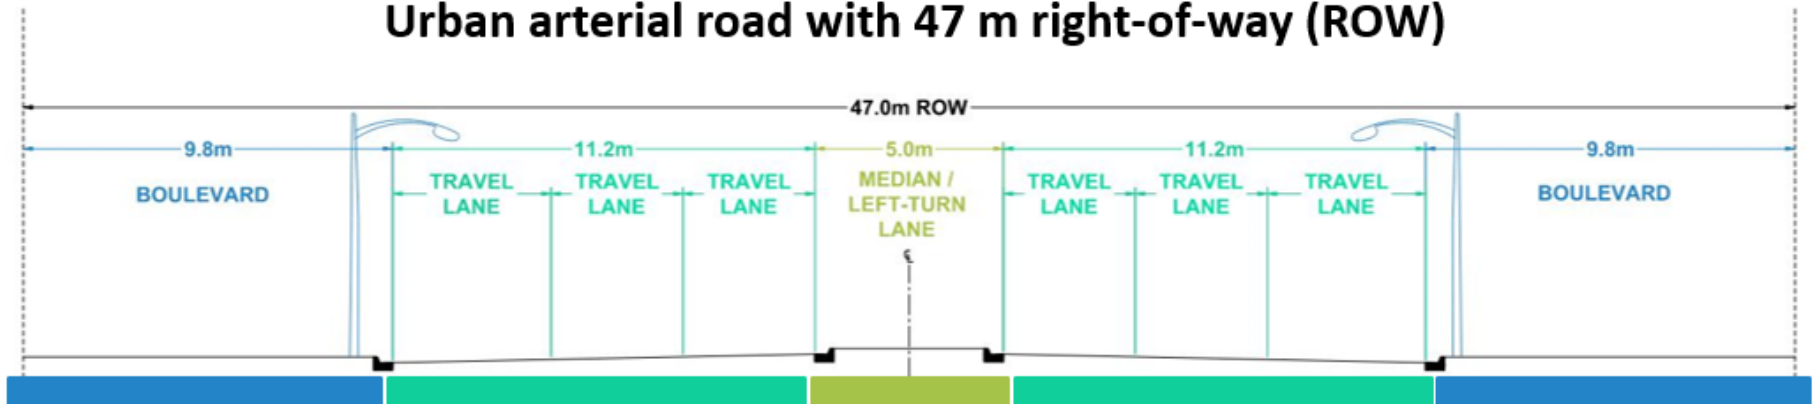 Urban arterial road with 47 m right-of-way (ROW)
47.0m ROW
9.8m
11.2m
5.0m
11.2m
9.8m
BOULEVARD
TRAVEL
LANE
TRAVEL
LANE
TRAVEL
LANE
MEDIAN /
LEFT-TURN
LANE
TRAVEL
LANE
TRAVEL
LANE
TRAVEL
LANE
BOULEVARD
℄